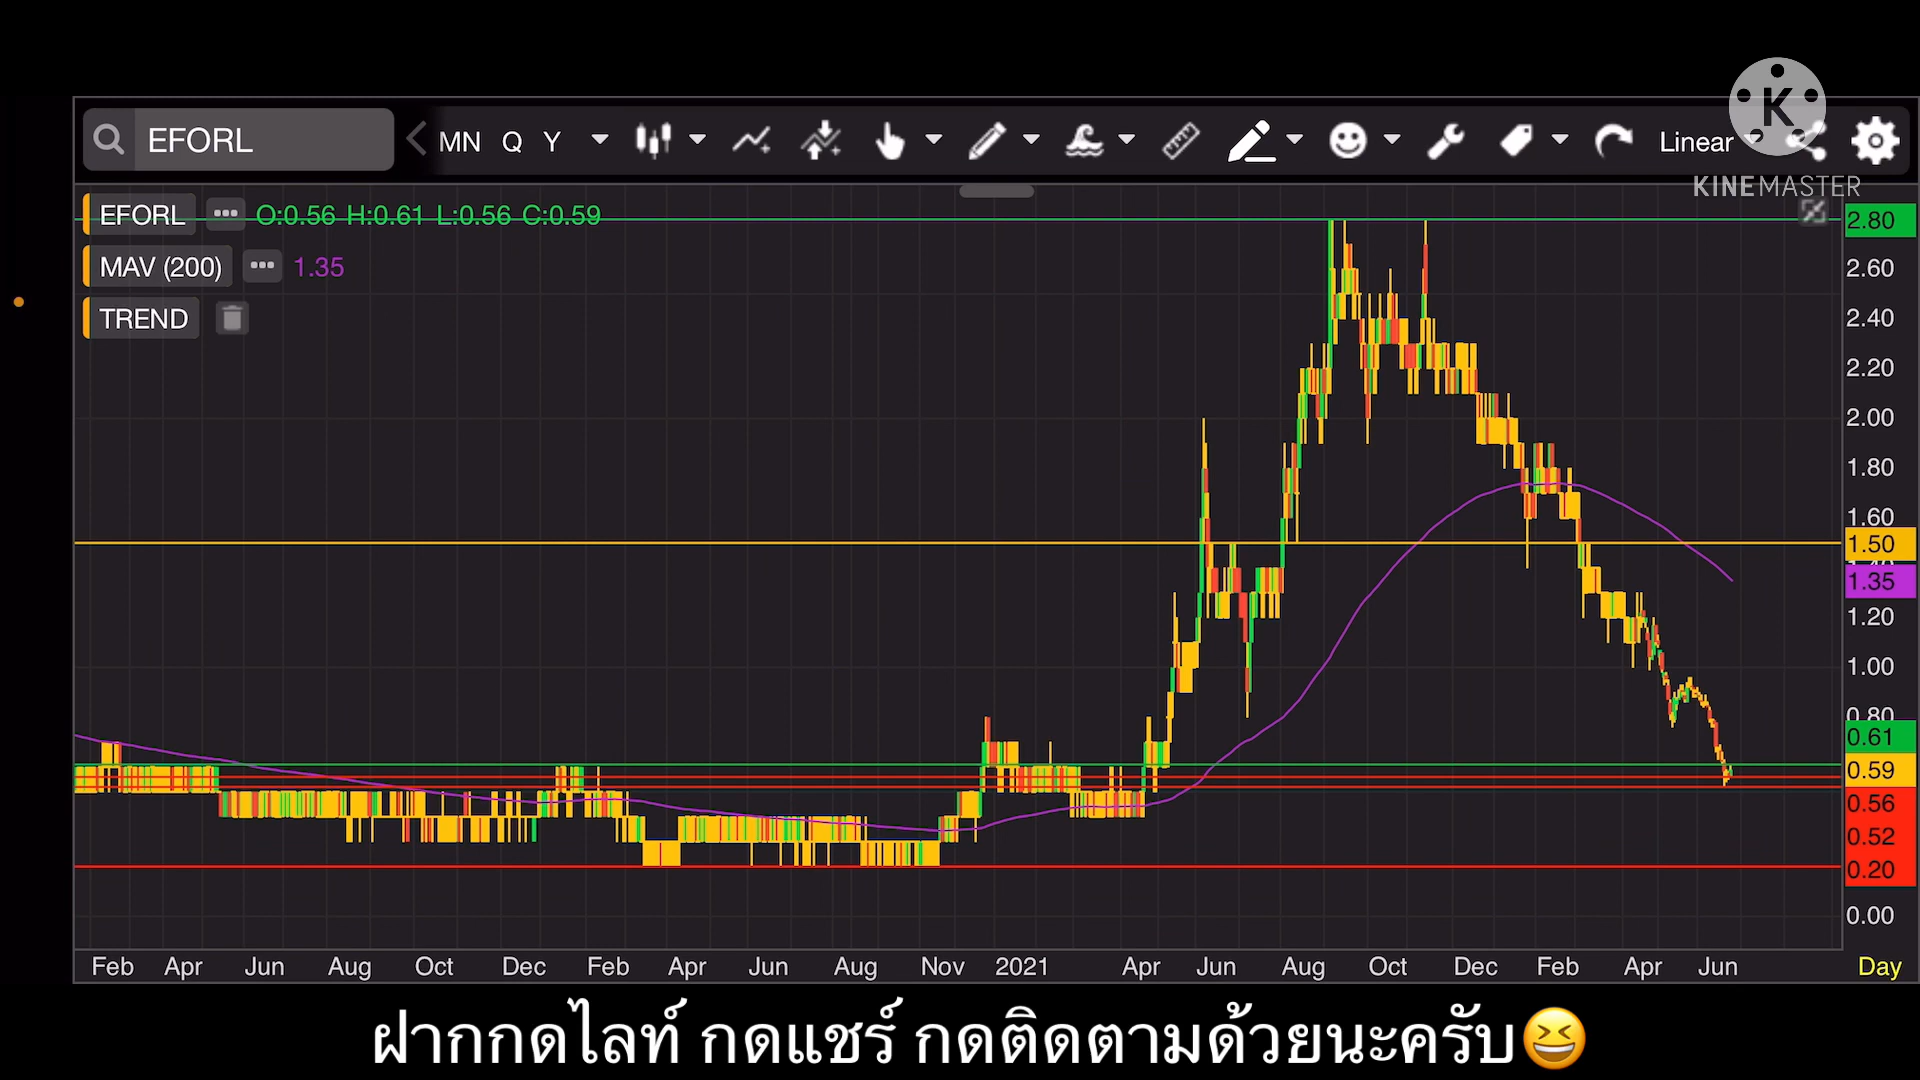 EFORL MN Q Y Linear
KINEMASTER
EFORL O:0.56 H:0.61 L:0.56 C:0.59
MAV (200) 1.35
TREND
2.80
2.60
2.40
2.20
2.00
1.80
1.60
1.50
1.35
1.20
1.00
0.80
0.61
0.59
0.56
0.52
0.20
0.00
Feb Apr Jun Aug Oct Dec Feb Apr Jun Aug Nov 2021 Apr Jun Aug Oct Dec Feb Apr Jun Day
ฝากกดไลท์ กดแชร์ กดติดตามด้วยนะครับ😆